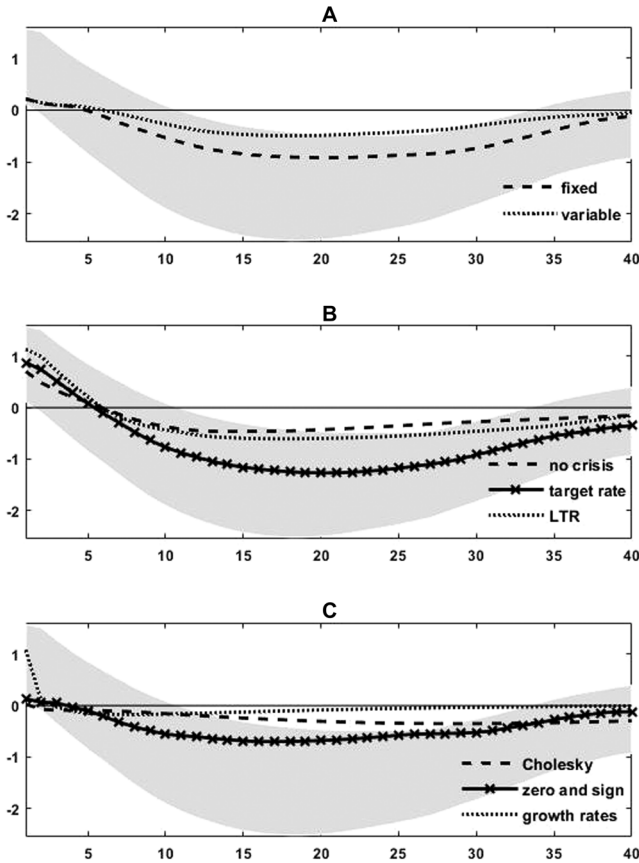 A
1
0
-1
-2
fixed
variable
5 10 15 20 25 30 35 40
B
1
0
-1
-2
no crisis
target rate
LTR
5 10 15 20 25 30 35 40
C
1
0
-1
-2
Cholesky
zero and sign
growth rates
5 10 15 20 25 30 35 40